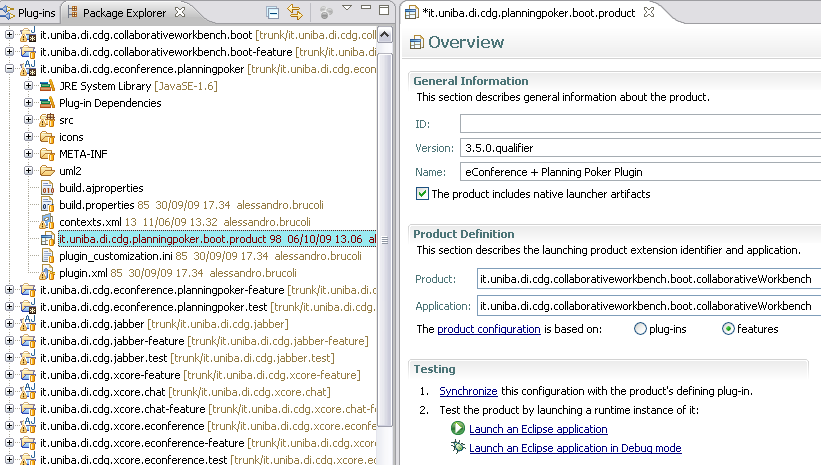 Plug-ins Package Explorer
it.uniba.di.cdg.collaborativeworkbench.boot [trunk/it.uniba.di.cdg.coll
it.uniba.di.cdg.collaborativeworkbench.boot-feature [trunk/it.uniba.di
it.uniba.di.cdg.econference.planningpoker [trunk/it.uniba.di.cdg.econ
JRE System Library [JavaSE-1.6]
Plug-in Dependencies
src
icons
META-INF
uml2
build.ajproperties
build.properties 85 30/09/09 17.34 alessandro.brucoli
contexts.xml 13 11/06/09 13.32 alessandro.brucoli
it.uniba.di.cdg.planningpoker.boot.product 98 06/10/09 13.06 al
plugin_customization.ini 85 30/09/09 17.34 alessandro.brucoli
plugin.xml 85 30/09/09 17.34 alessandro.brucoli
it.uniba.di.cdg.econference.planningpoker-feature [trunk/it.uniba.di.c
it.uniba.di.cdg.econference.planningpoker.test [trunk/it.uniba.di.cdg.
it.uniba.di.cdg.jabber [trunk/it.uniba.di.cdg.jabber]
it.uniba.di.cdg.jabber-feature [trunk/it.uniba.di.cdg.jabber-feature]
it.uniba.di.cdg.jabber.test [trunk/it.uniba.di.cdg.jabber.test]
it.uniba.di.cdg.xcore-feature [trunk/it.uniba.di.cdg.xcore-feature]
it.uniba.di.cdg.xcore.chat [trunk/it.uniba.di.cdg.xcore.chat]
it.uniba.di.cdg.xcore.chat-feature [trunk/it.uniba.di.cdg.xcore.chat-fe
it.uniba.di.cdg.xcore.econference [trunk/it.uniba.di.cdg.xcore.econfer
it.uniba.di.cdg.xcore.econference-feature [trunk/it.uniba.di.cdg.xcore
it.uniba.di.cdg.xcore.econference.test [trunk/it.uniba.di.cdg.xcore.ec
*it.uniba.di.cdg.planningpoker.boot.product
Overview
General Information
This section describes general information about the product.
ID:
Version: 3.5.0.qualifier
Name: eConference + Planning Poker Plugin
The product includes native launcher artifacts
Product Definition
This section describes the launching product extension identifier and application.
Product: it.uniba.di.cdg.collaborativeworkbench.boot.collaborativeWorkbench
Application: it.uniba.di.cdg.collaborativeworkbench.boot.collaborativeWorkbench
The product configuration is based on: plug-ins features
Testing
1. Synchronize this configuration with the product's defining plug-in.
2. Test the product by launching a runtime instance of it:
Launch an Eclipse application
Launch an Eclipse application in Debug mode